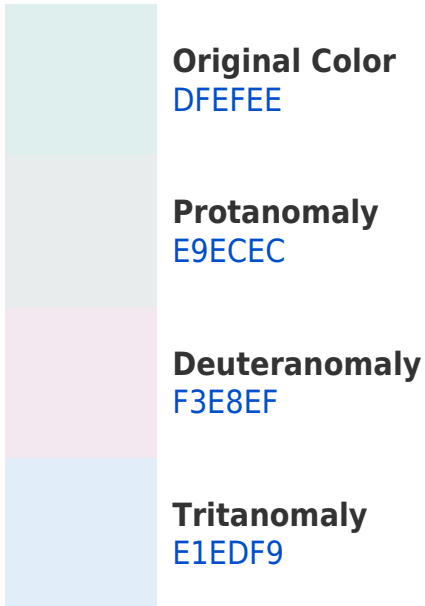 Original Color
DFEFEE
Protanomaly
E9ECEC
Deuteranomaly
F3E8EF
Tritanomaly
E1EDF9